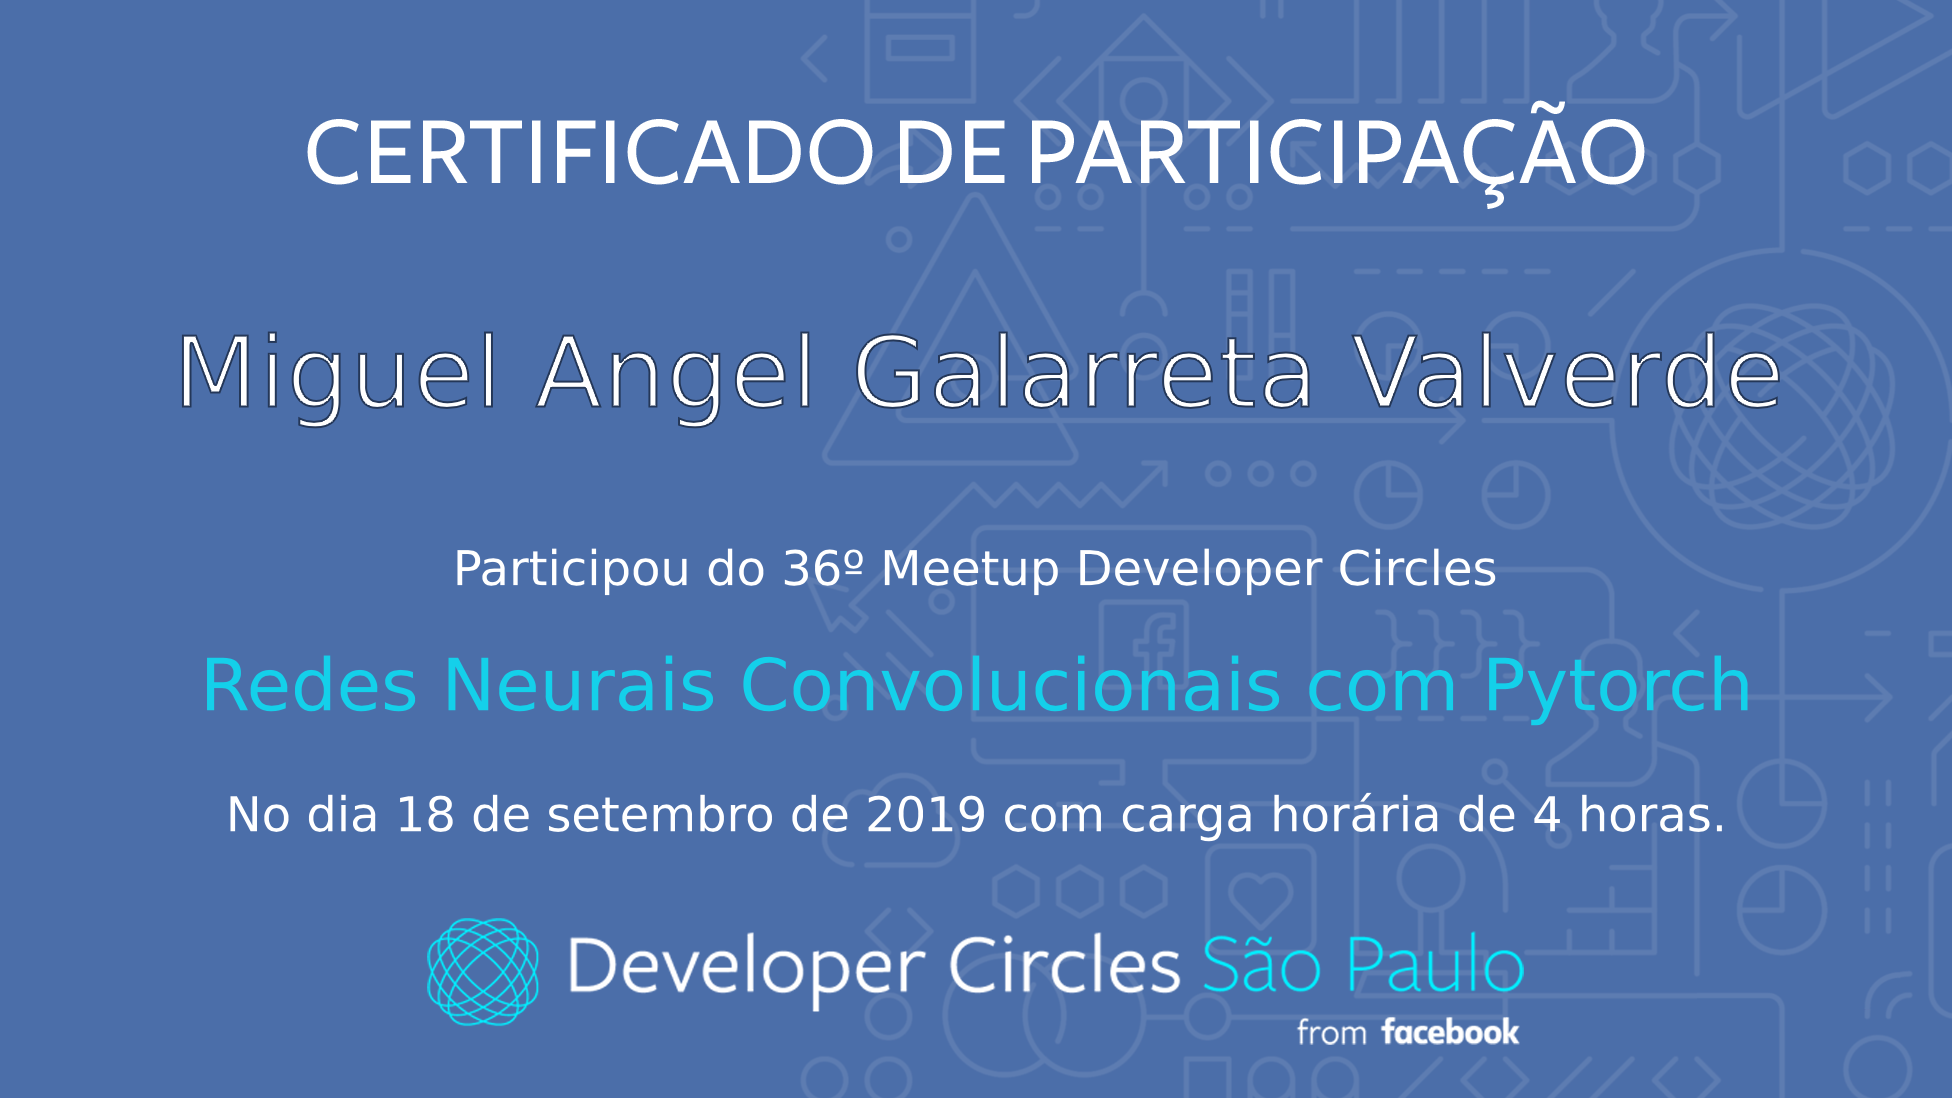 CERTIFICADO DE PARTICIPAÇÃO
Miguel Angel Galarreta Valverde
Participou do 36º Meetup Developer Circles
Redes Neurais Convolucionais com Pytorch
No dia 18 de setembro de 2019 com carga horária de 4 horas.
Developer Circles São Paulo
from facebook